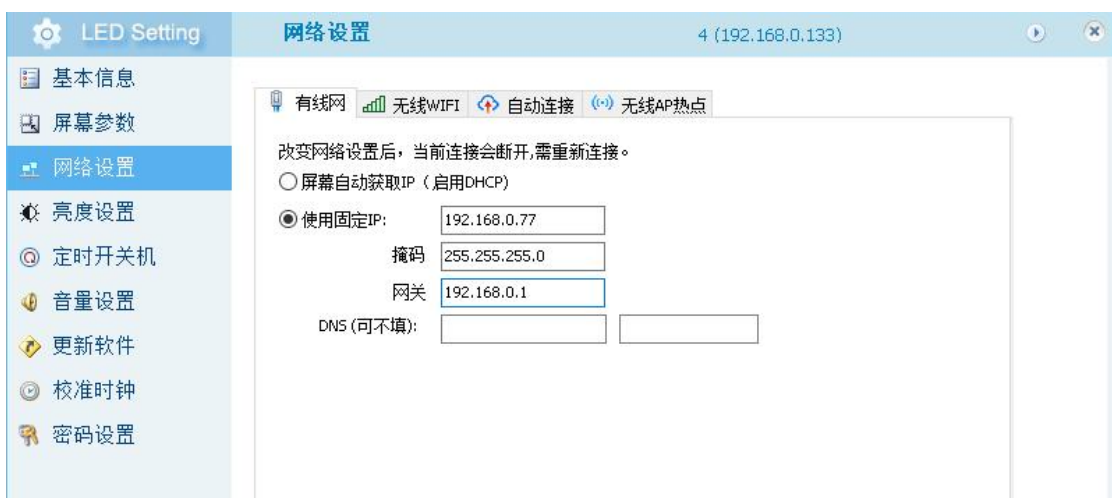 LED Setting
网络设置
4 (192.168.0.133)
基本信息
屏幕参数
网络设置
亮度设置
定时开关机
音量设置
更新软件
校准时钟
密码设置
有线网 无线WIFI 自动连接 无线AP热点
改变网络设置后，当前连接会断开,需重新连接。
屏幕自动获取IP（启用DHCP)
使用固定IP: 192.168.0.77
掩码 255.255.255.0
网关 192.168.0.1
DNS (可不填):